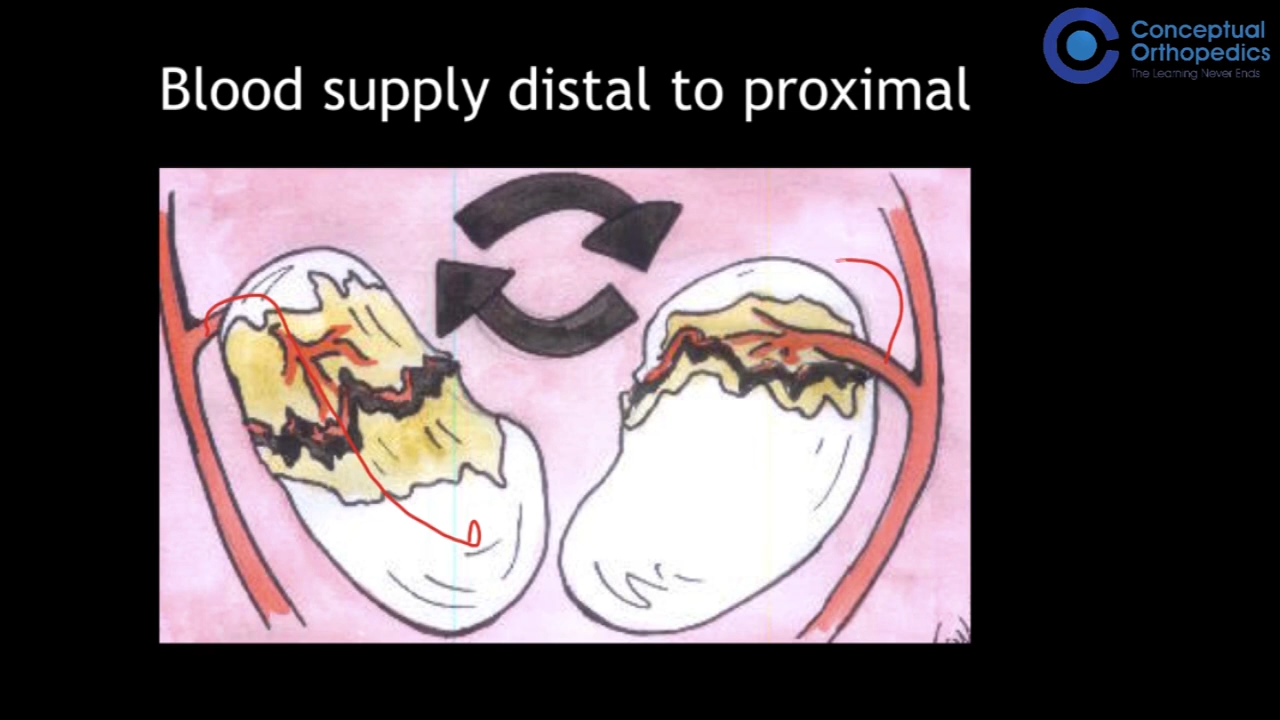 Conceptual
Orthopedics
The Learning Never Ends
Blood supply distal to proximal